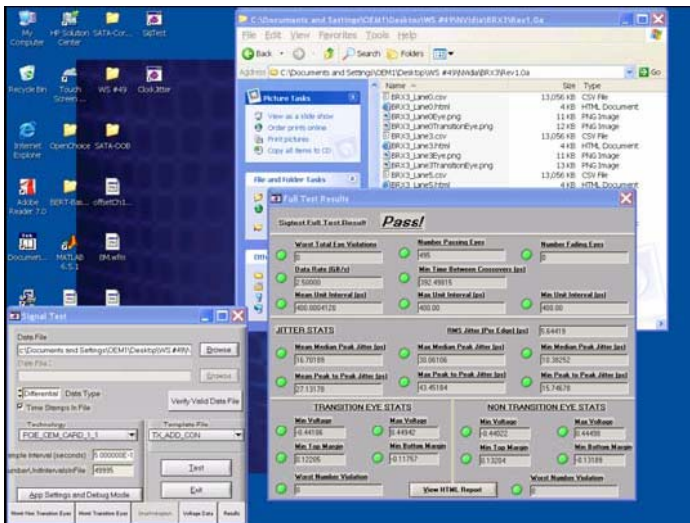 My Computer
HP Solution Center
SATA-Cor...
SigTest
Recycle Bin
Touch Screen ...
WS #49
ClockJitter
Internet Explorer
OpenChoice
SATA-OOB
Adobe Reader 7.0
BERT-Bas...
offsetCh1...
Documen...
MATLAB 6.5.1
BM.wfm
C:\Documents and Settings\OEM1\Desktop\WS #49\NVidia\BRX3\Rev1.0a
File Edit View Favorites Tools Help
Back Search Folders
Address C:\Documents and Settings\OEM1\Desktop\WS #49\NVidia\BRX3\Rev1.0a Go
Picture Tasks
View as a slide show
Order prints online
Print pictures
Copy all items to CD
File and Folder Tasks
Name Size Type
BRX3_Lane0.csv 13,056 KB CSV File
BRX3_Lane0.html 4 KB HTML Document
BRX3_Lane0Eye.png 11 KB PNG Image
BRX3_Lane0TransitionEye.png 12 KB PNG Image
BRX3_Lane3.csv 13,056 KB CSV File
BRX3_Lane3.html 4 KB HTML Document
BRX3_Lane3Eye.png 11 KB PNG Image
BRX3_Lane3TransitionEye.png 13 KB PNG Image
BRX3_Lane5.csv 13,056 KB CSV File
BRX3_Lane5.html 4 KB HTML Document
Full Test Results
Sigtest Full Test Result Pass!
Worst Total Eye Violations Number Passing Eyes Number Failing Eyes
0 495 0
Data Rate (GB/s) Min Time Between Crossovers (ps)
2.50000 392.49815
Mean Unit Interval (ps) Max Unit Interval (ps) Min Unit Interval (ps)
400.0004128 400.00 400.00
JITTER STATS RMS Jitter (Per Edge) (ps) 5.64419
Mean Median Peak Jitter (ps) Max Median Peak Jitter (ps) Min Median Peak Jitter (ps)
16.70189 30.06106 10.38252
Mean Peak to Peak Jitter (ps) Max Peak to Peak Jitter (ps) Min Peak to Peak Jitter (ps)
27.13178 43.45184 15.74678
TRANSITION EYE STATS NON TRANSITION EYE STATS
Min Voltage Max Voltage Min Voltage Max Voltage
-0.44186 0.44942 -0.44022 0.44498
Min Top Margin Min Bottom Margin Min Top Margin Min Bottom Margin
0.12205 -0.11757 0.13204 -0.13189
Worst Number Violation Worst Number Violation
0 View HTML Report 0
Signal Test
Data File
c:\Documents and Settings\OEM1\Desktop\WS #49\ Browse
Browse
Differential Data Type
Time Stamps In File
Verify Valid Data File
Technology Template File
PCIE_CEM_CARD_1_1 TX_ADD_CON
ample Interval (seconds) 5.000000E-1
49995
Test
App Settings and Debug Mode Exit
Voltage Data Results